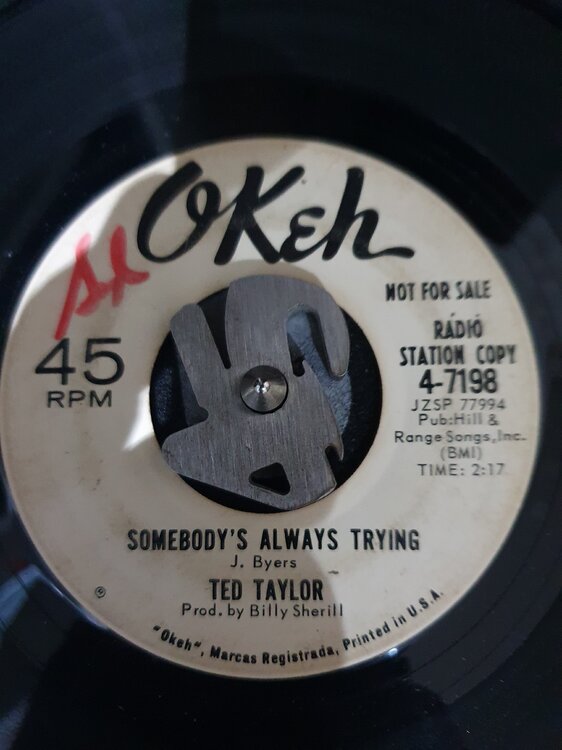 OKeh
NOT FOR SALE
RADIO
STATION COPY
4-7198
JZSP 77994
Pub:Hill &
Range Songs, Inc.
(BMI)
TIME: 2:17
45
RPM
SOMEBODY'S ALWAYS TRYING
J. Byers
TED TAYLOR
Prod. by Billy Sherill
℗
"Okeh", Marcas Registrada, Printed in U.S.A.